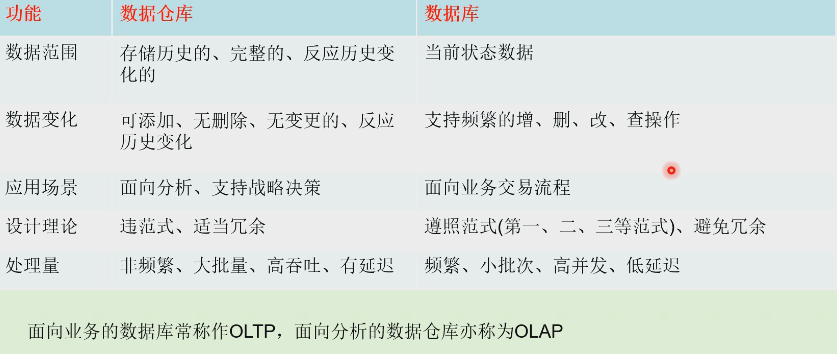 功能 数据仓库 数据库
数据范围 存储历史的、完整的、反应历史变 当前状态数据
化的
数据变化 可添加、无删除、无变更的、反应 支持频繁的增、删、改、查操作
历史变化
应用场景 面向分析、支持战略决策 面向业务交易流程
设计理论 违范式、适当冗余 遵照范式(第一、二、三等范式)、避免冗余
处理量 非频繁、大批量、高吞吐、有延迟 频繁、小批次、高并发、低延迟
面向业务的数据库常称作OLTP，面向分析的数据仓库亦称为OLAP